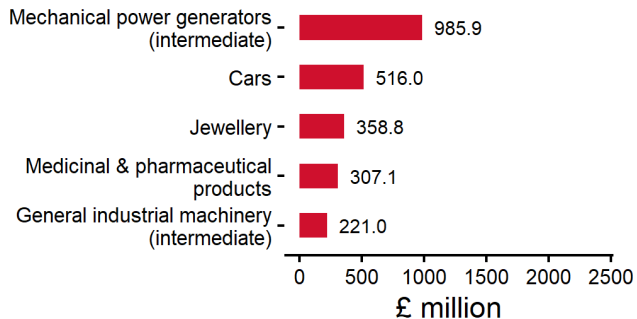 Mechanical power generators
(intermediate)
985.9
Cars
516.0
Jewellery
358.8
Medicinal & pharmaceutical
products
307.1
General industrial machinery
(intermediate)
221.0
0 500 1000 1500 2000 2500
£ million